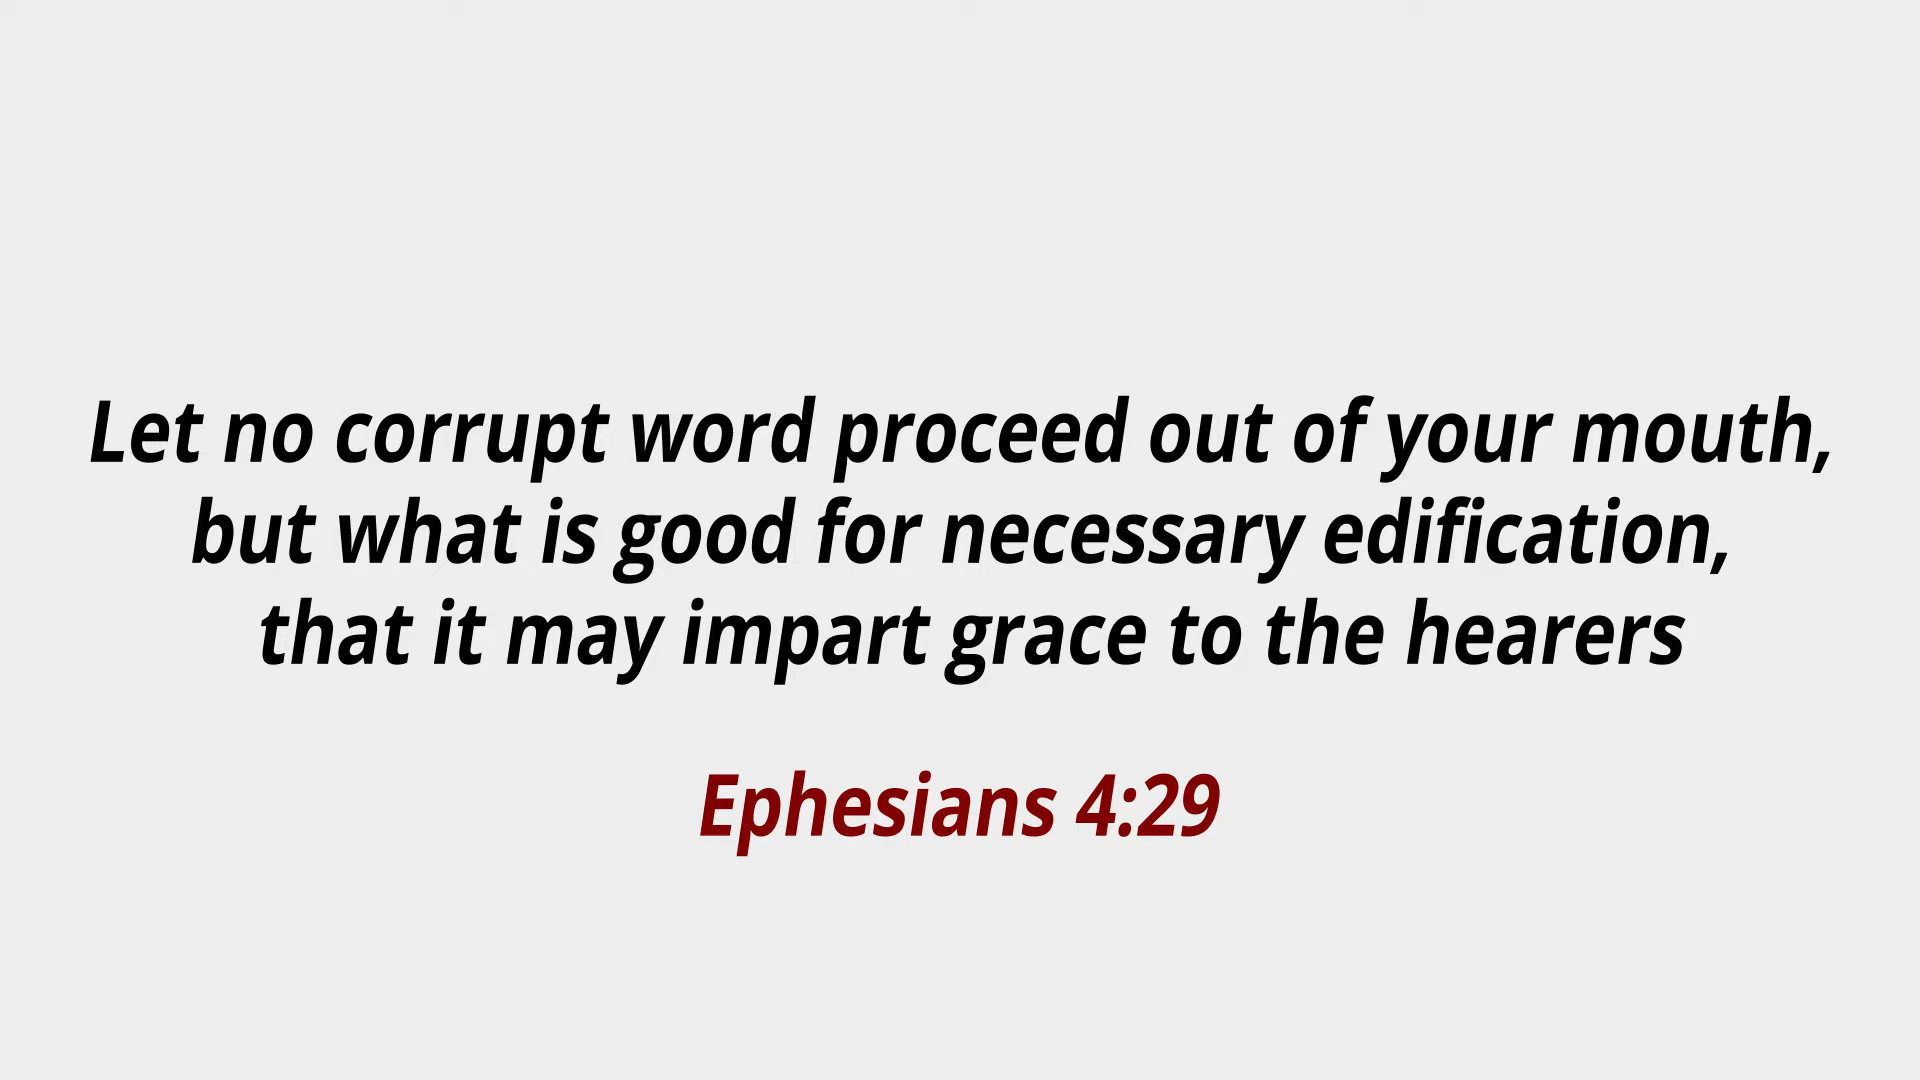 Let no corrupt word proceed out of your mouth,
but what is good for necessary edification,
that it may impart grace to the hearers
Ephesians 4:29